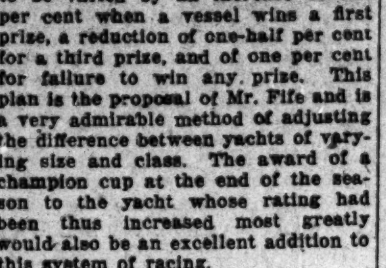 per cent when a vessel wins a first
prize, a reduction of one-half per cent
for a third prize, and of one per cent
for failure to win any prize. This
plan is the proposal of Mr. Fife and is
a very admirable method of adjusting
the difference between yachts of vary-
ing size and class. The award of a
champion cup at the end of the sea-
son to the yacht whose rating had
been thus increased most greatly
would also be an excellent addition to
this system of racing.